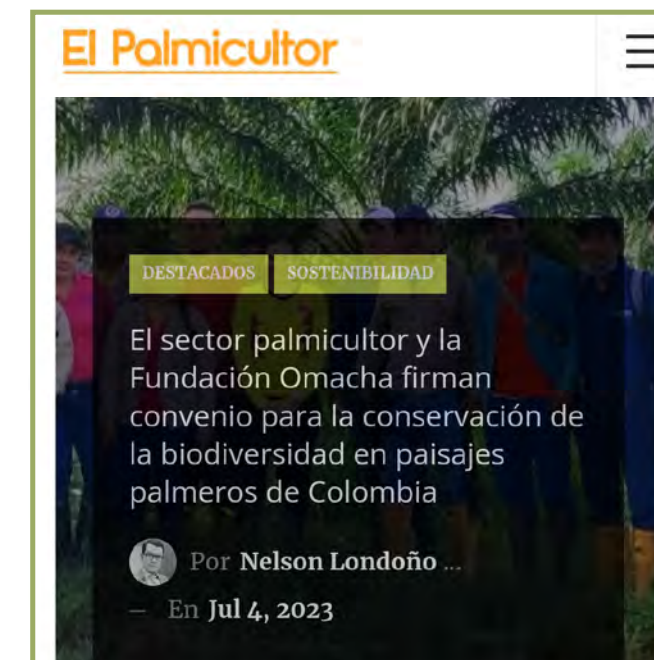 El Palmicultor
DESTACADOS SOSTENIBILIDAD
El sector palmicultor y la
Fundación Omacha firman
convenio para la conservación de
la biodiversidad en paisajes
palmeros de Colombia
Por Nelson Londoño ...
– En Jul 4, 2023